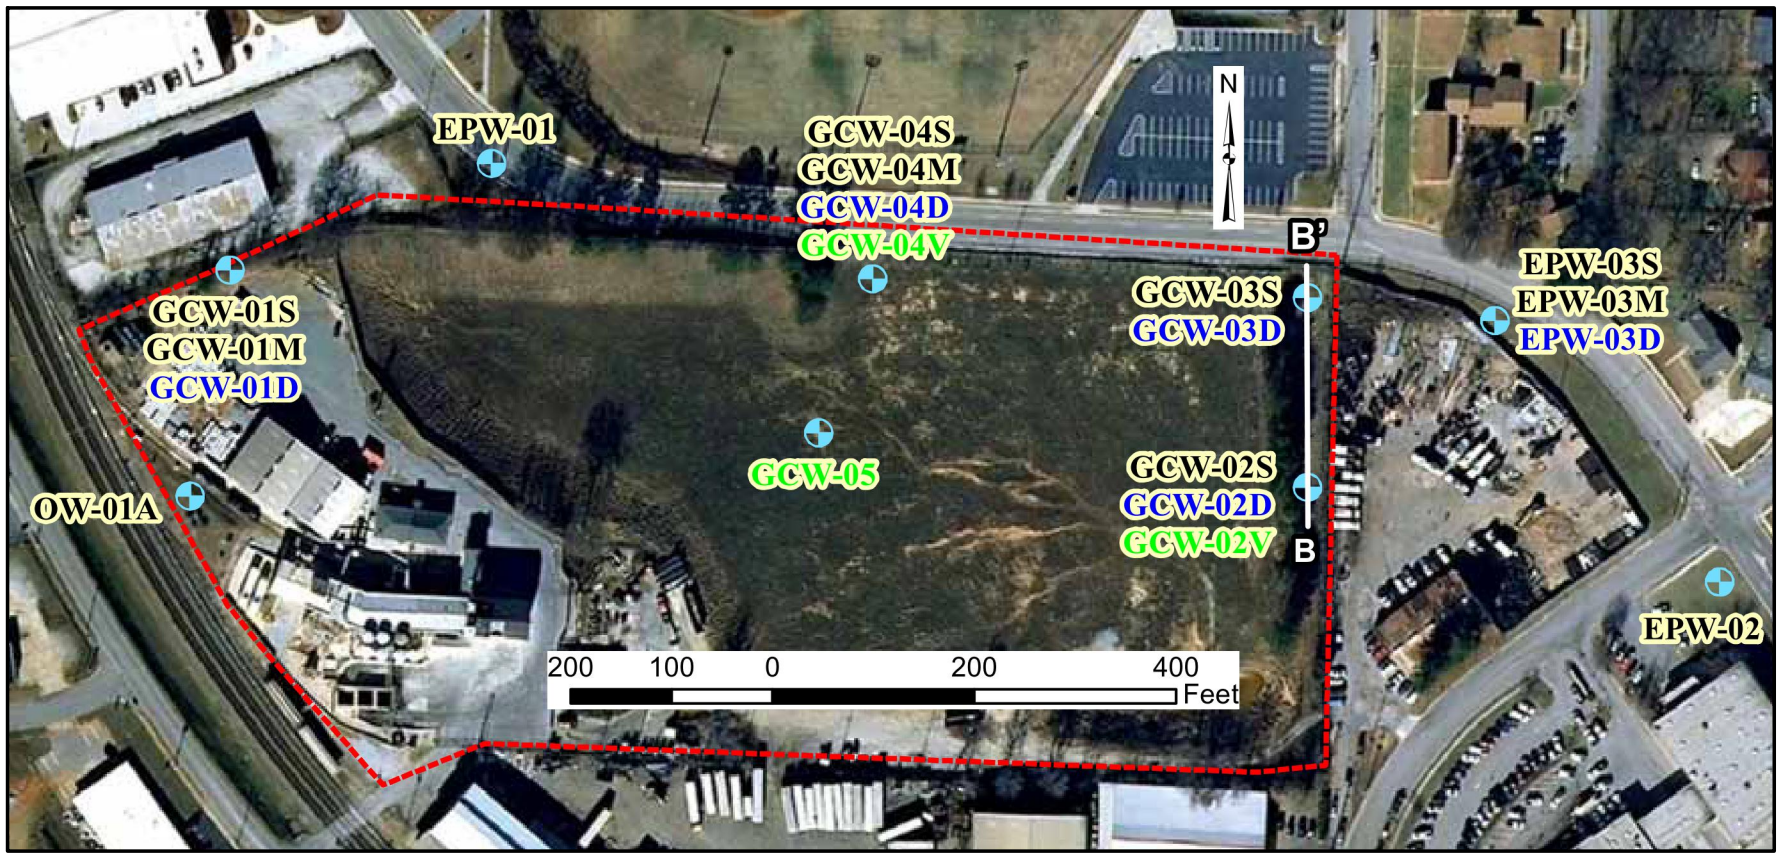 N
EPW-01
GCW-04S
GCW-04M
GCW-04D
GCW-04V
B’
EPW-03S
EPW-03M
EPW-03D
GCW-03S
GCW-03D
GCW-01S
GCW-01M
GCW-01D
GCW-05
GCW-02S
GCW-02D
GCW-02V
B
OW-01A
EPW-02
200 100 0 200 400
Feet